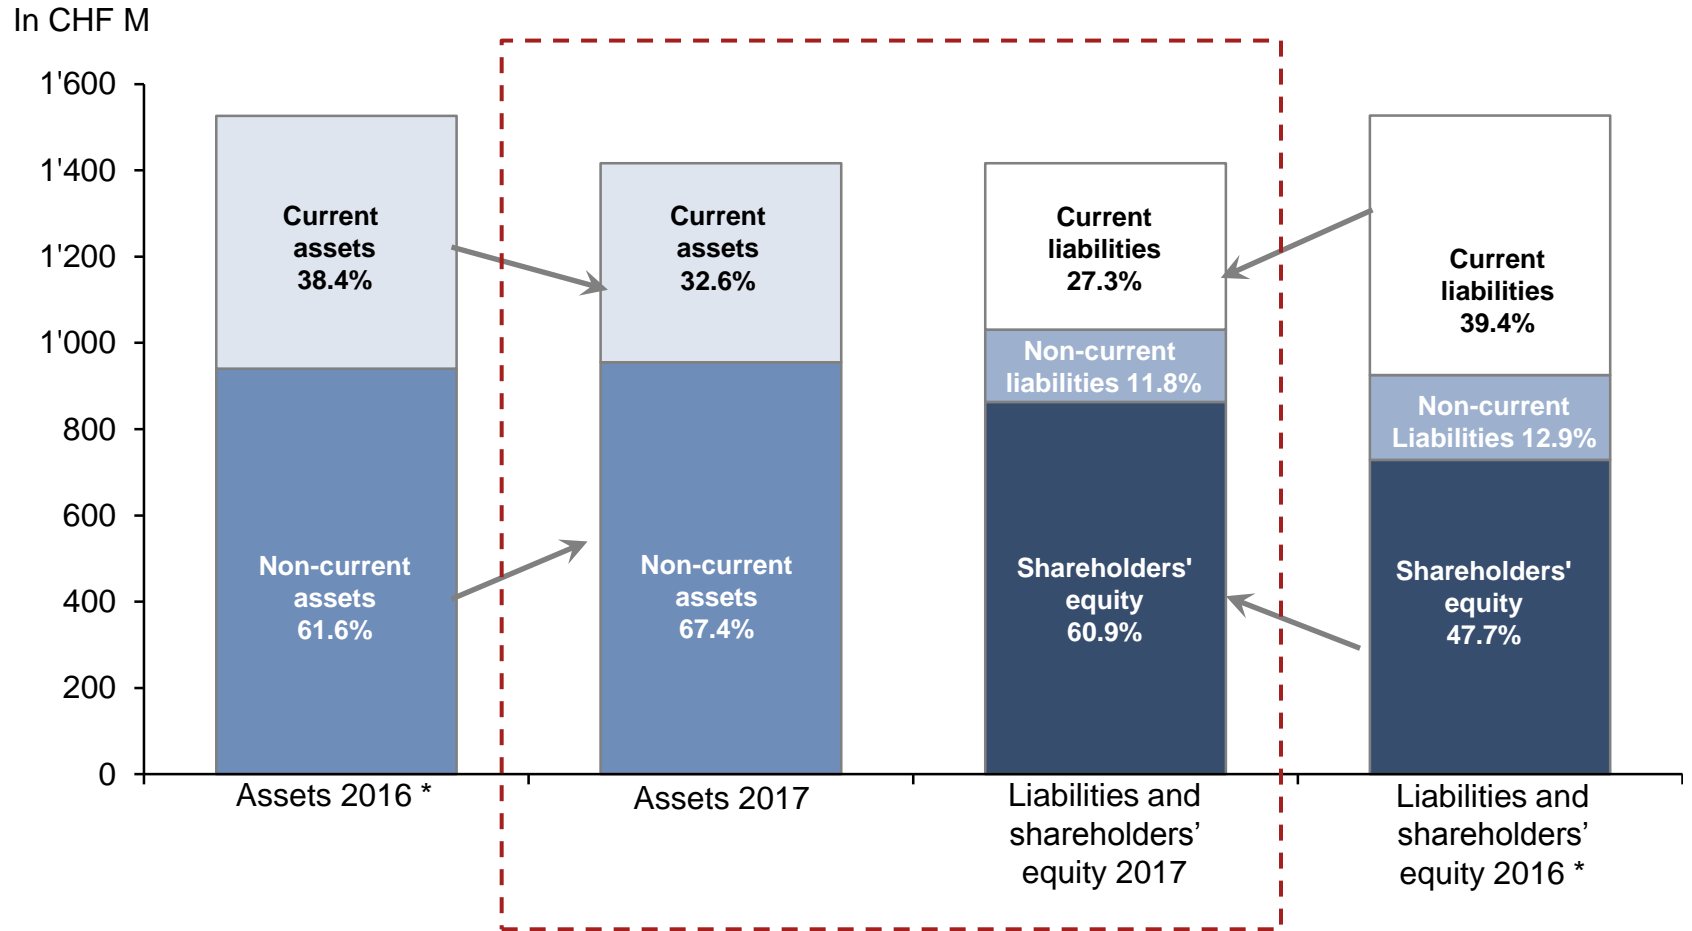 In CHF M
1'600
1'400
1'200
1'000
800
600
400
200
0
Current
assets
38.4%
Non-current
assets
61.6%
Assets 2016 *
Current
assets
32.6%
Non-current
assets
67.4%
Assets 2017
Current
liabilities
27.3%
Non-current
liabilities 11.8%
Shareholders'
equity
60.9%
Liabilities and
shareholders’
equity 2017
Current
liabilities
39.4%
Non-current
Liabilities 12.9%
Shareholders'
equity
47.7%
Liabilities and
shareholders’
equity 2016 *